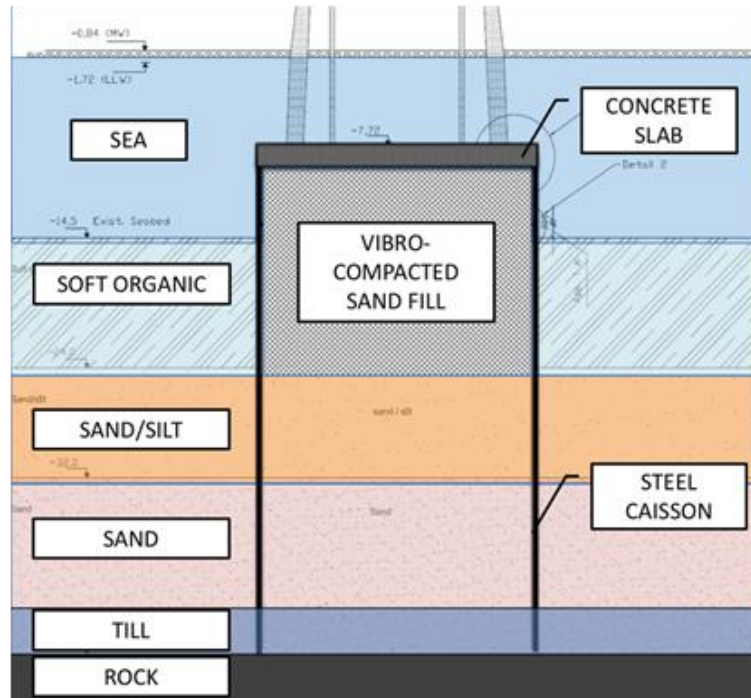 -0,84 (MW)
-1,72 (LLW)
SEA
CONCRETE
SLAB
-7,72
Detail 2
-14,5 Exist. Seabed
VIBRO-
COMPACTED
SAND FILL
SOFT ORGANIC
sand/silt
SAND/SILT
-32,0
STEEL
CAISSON
Sand
Sand
SAND
TILL
ROCK